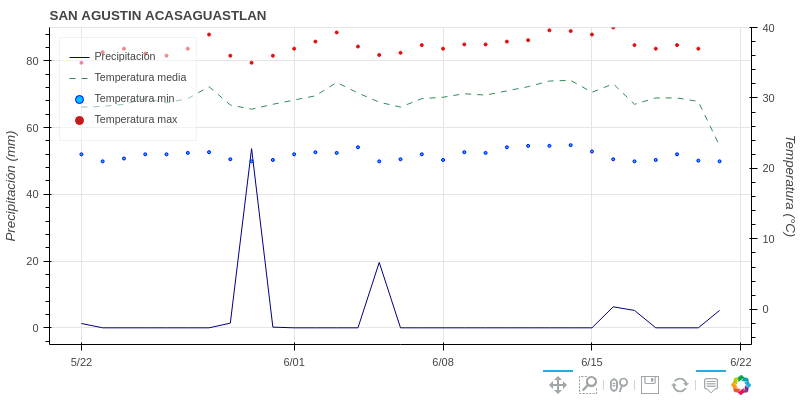 SAN AGUSTIN ACASAGUASTLAN
Precipitación
Temperatura media
Temperatura min
Temperatura max
Precipitación (mm)
80
60
40
20
0
Temperatura (°C)
40
30
20
10
0
5/22
6/01
6/08
6/15
6/22